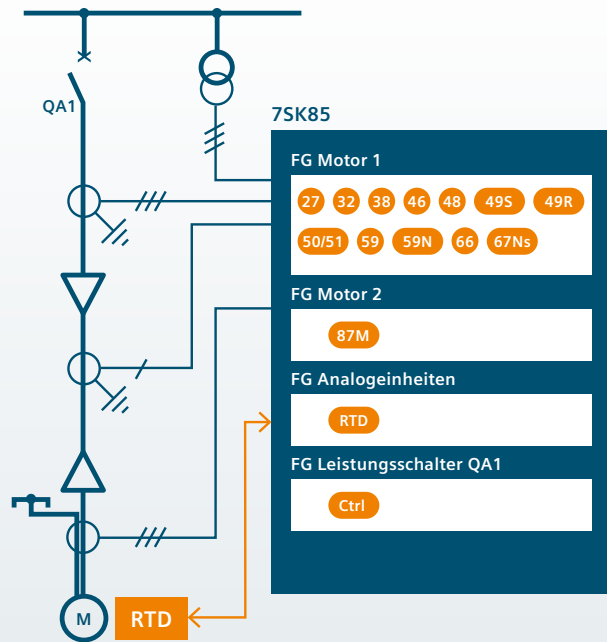 QA1
7SK85
FG Motor 1
27 32 38 46 48 49S 49R
50/51 59 59N 66 67Ns
FG Motor 2
87M
FG Analogeinheiten
RTD
FG Leistungsschalter QA1
Ctrl
M RTD